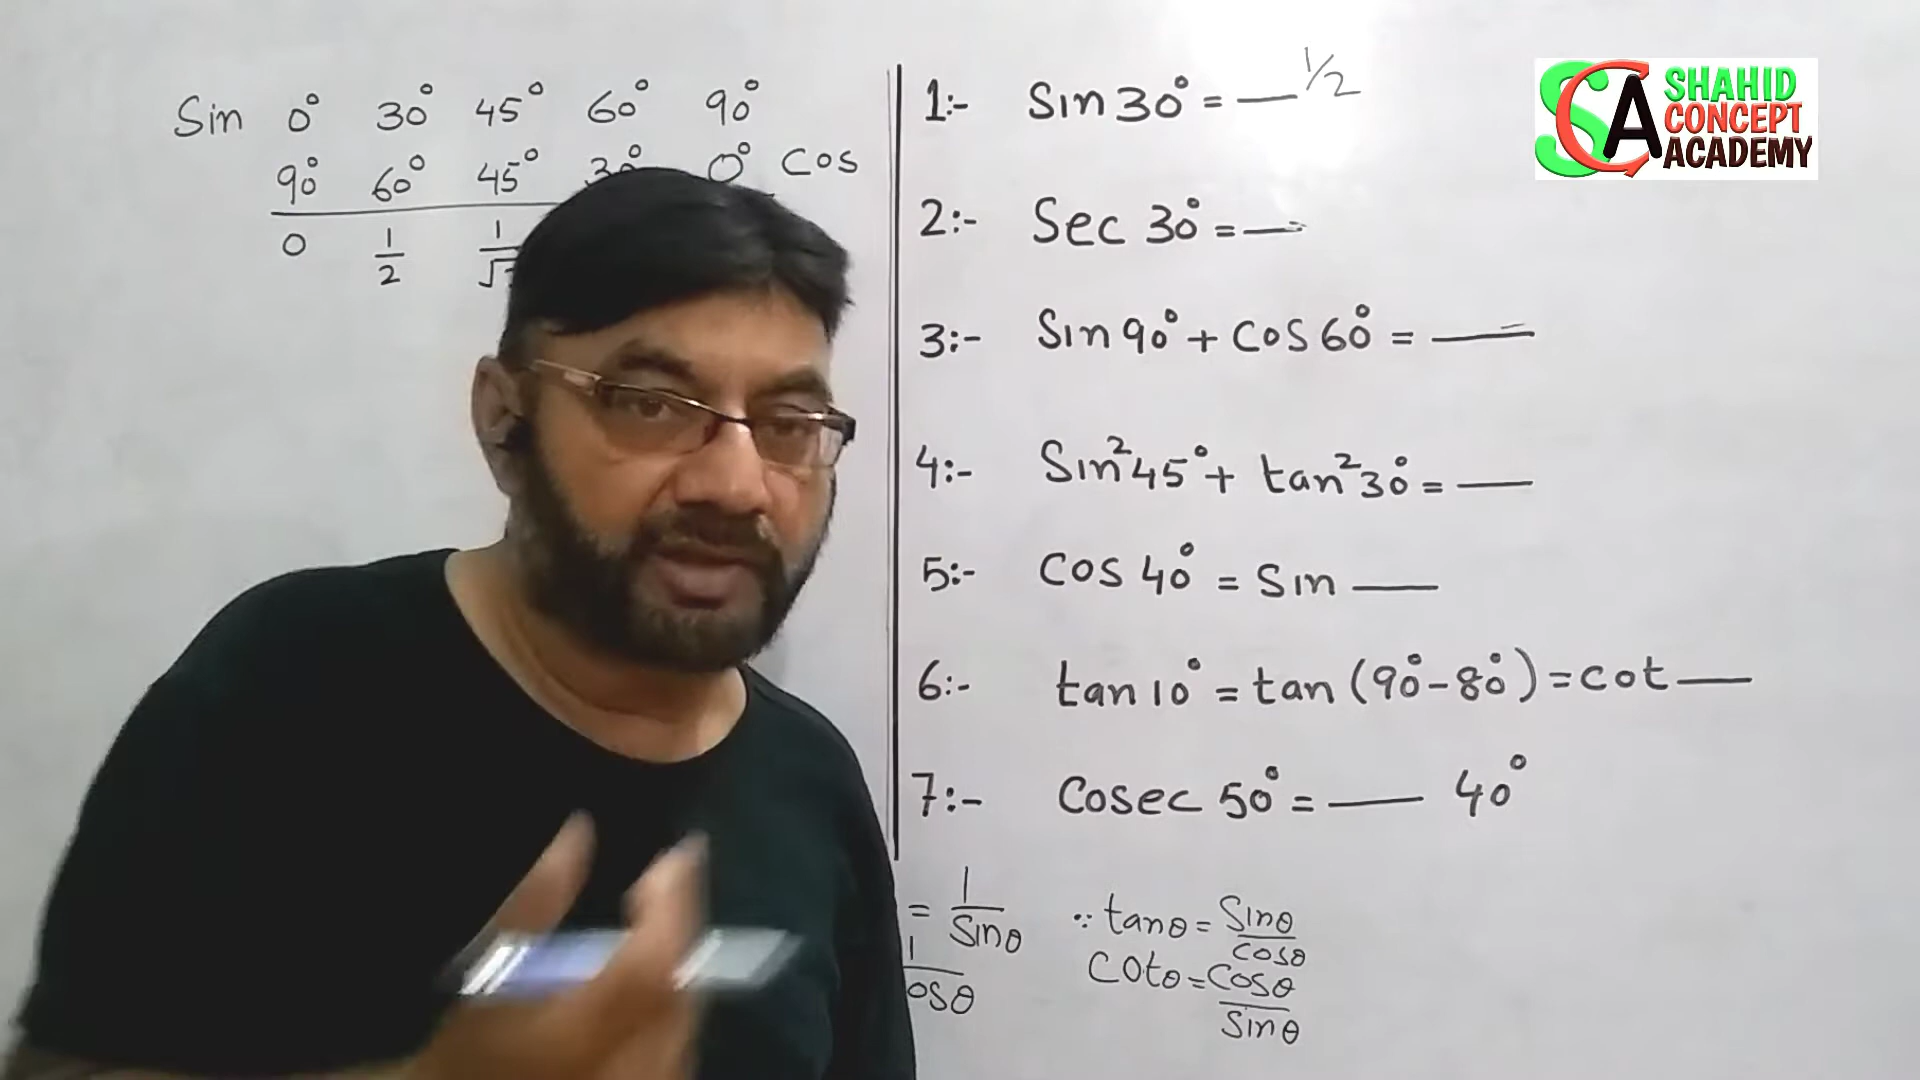 Sin 0° 30° 45° 60° 90°
90° 60° 45° 30° 0° Cos
0 1/2 1/√
1:- Sin 30° = — 1/2
2:- Sec 30° = —
3:- Sin 90° + Cos 60° = —
4:- Sin²45° + tan²30° = —
5:- Cos 40° = Sin —
6:- tan 10° = tan (90° - 80°) = cot —
7:- Cosec 50° = — 40°
= 1/Sinθ ∵ tanθ = Sinθ/Cosθ
1/osθ Cotθ = Cosθ/Sinθ
SCA
SHAHID
CONCEPT
ACADEMY